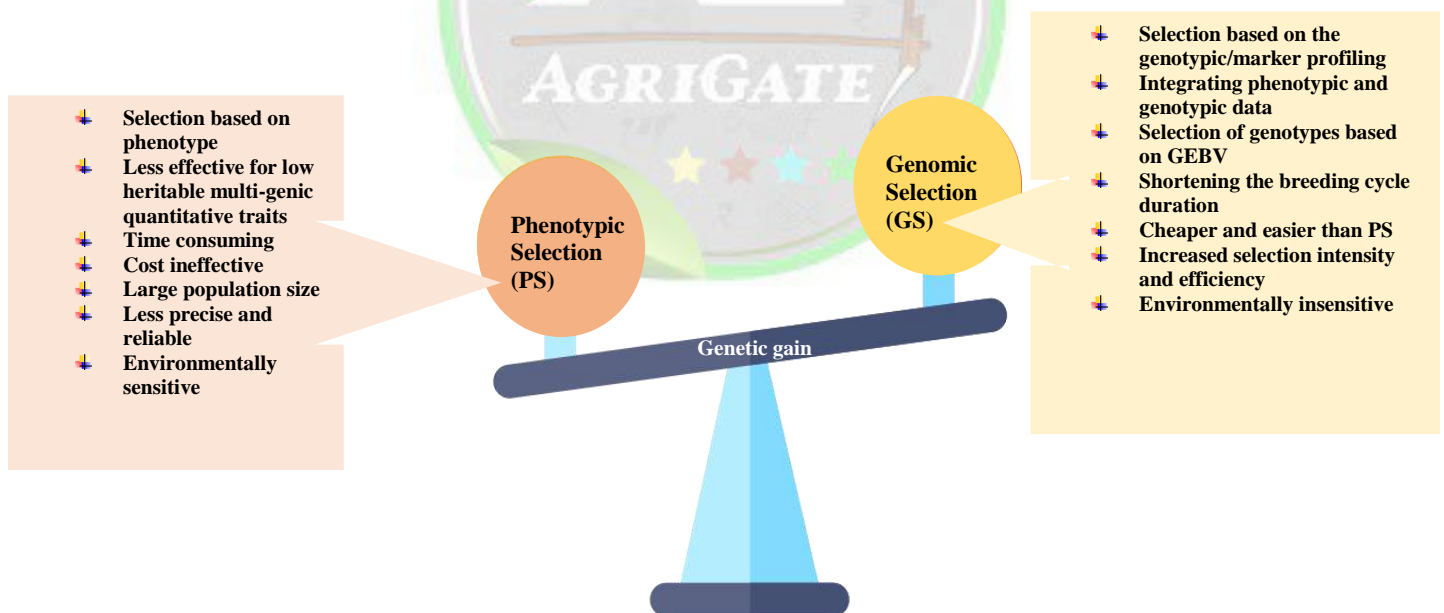 AGRIGATE
Selection based on
phenotype
Less effective for low
heritable multi-genic
quantitative traits
Time consuming
Cost ineffective
Large population size
Less precise and
reliable
Environmentally
sensitive
Phenotypic
Selection
(PS)
Genomic
Selection
(GS)
Genetic gain
Selection based on the
genotypic/marker profiling
Integrating phenotypic and
genotypic data
Selection of genotypes based
on GEBV
Shortening the breeding cycle
duration
Cheaper and easier than PS
Increased selection intensity
and efficiency
Environmentally insensitive